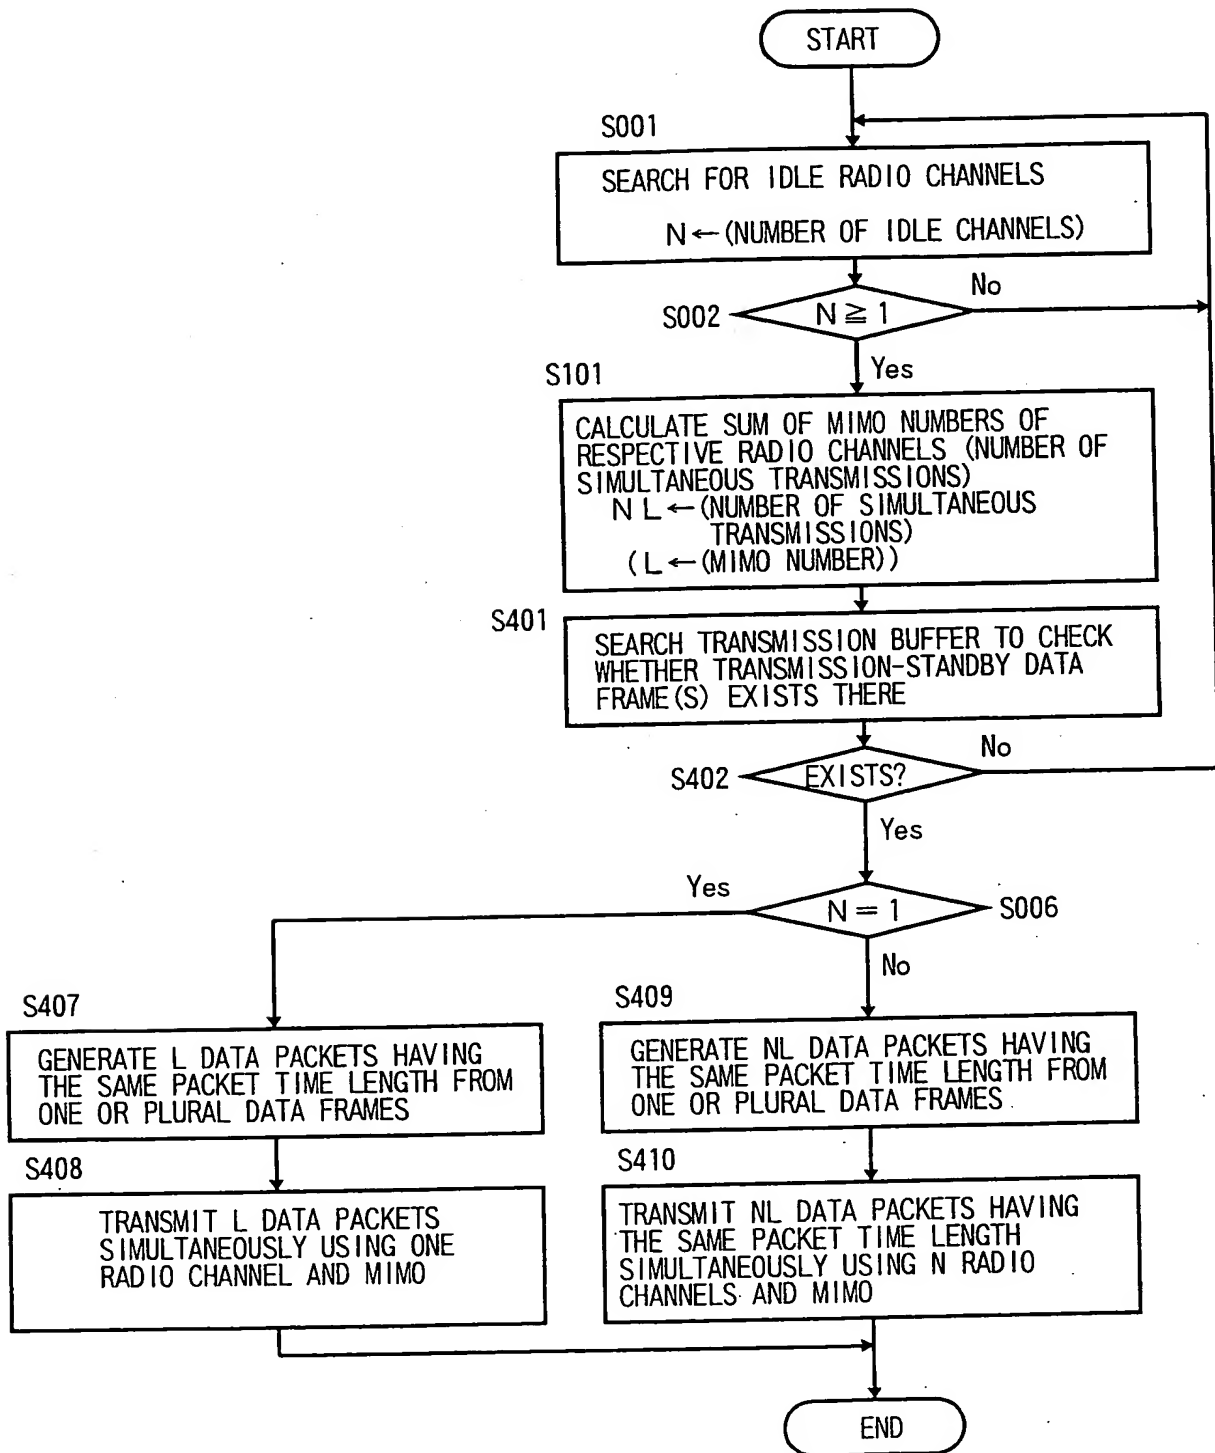 START
S001
SEARCH FOR IDLE RADIO CHANNELS
N←(NUMBER OF IDLE CHANNELS)
No
S002
N≧1
Yes
S101
CALCULATE SUM OF MIMO NUMBERS OF
RESPECTIVE RADIO CHANNELS (NUMBER OF
SIMULTANEOUS TRANSMISSIONS)
NL←(NUMBER OF SIMULTANEOUS
TRANSMISSIONS)
(L←(MIMO NUMBER))
S401
SEARCH TRANSMISSION BUFFER TO CHECK
WHETHER TRANSMISSION-STANDBY DATA
FRAME(S) EXISTS THERE
No
S402
EXISTS?
Yes
Yes
N=1
S006
No
S407
GENERATE L DATA PACKETS HAVING
THE SAME PACKET TIME LENGTH FROM
ONE OR PLURAL DATA FRAMES
S409
GENERATE NL DATA PACKETS HAVING
THE SAME PACKET TIME LENGTH FROM
ONE OR PLURAL DATA FRAMES
S408
TRANSMIT L DATA PACKETS
SIMULTANEOUSLY USING ONE
RADIO CHANNEL AND MIMO
S410
TRANSMIT NL DATA PACKETS HAVING
THE SAME PACKET TIME LENGTH
SIMULTANEOUSLY USING N RADIO
CHANNELS AND MIMO
END